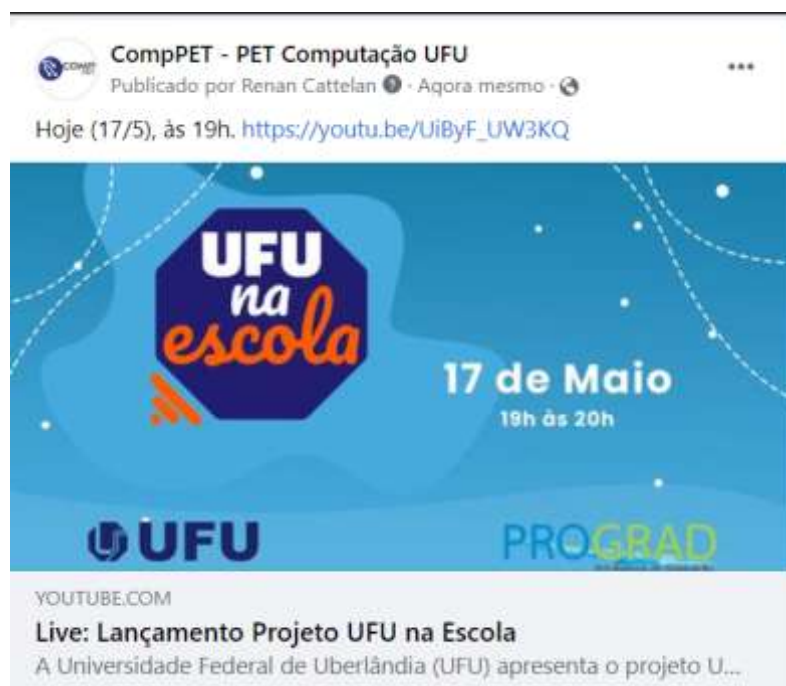 CompPET - PET Computação UFU
Publicado por Renan Cattelan · Agora mesmo ·
Hoje (17/5), às 19h. https://youtu.be/UiByF_UW3KQ
UFU
na
escola
17 de Maio
19h às 20h
UFU
PROGRAD
YOUTUBE.COM
Live: Lançamento Projeto UFU na Escola
A Universidade Federal de Uberlândia (UFU) apresenta o projeto U...